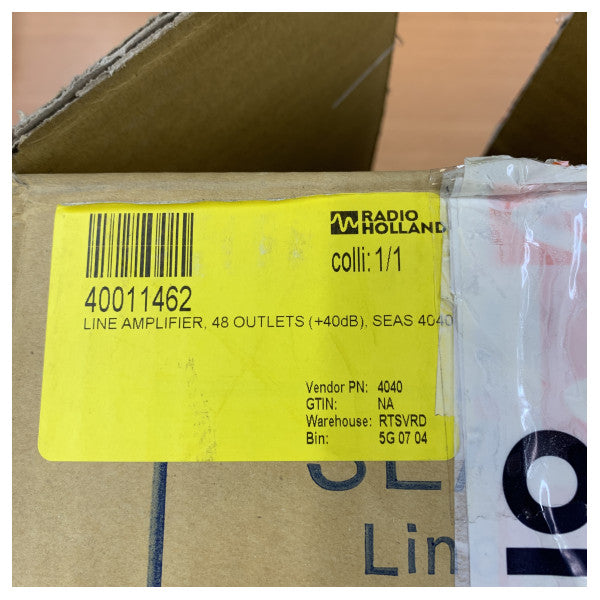 RADIO
HOLLAND
colli: 1/1
40011462
LINE AMPLIFIER, 48 OUTLETS (+40dB), SEAS 4040
Vendor PN: 4040
GTIN: NA
Warehouse: RTSVRD
Bin: 5G 07 04
Lin